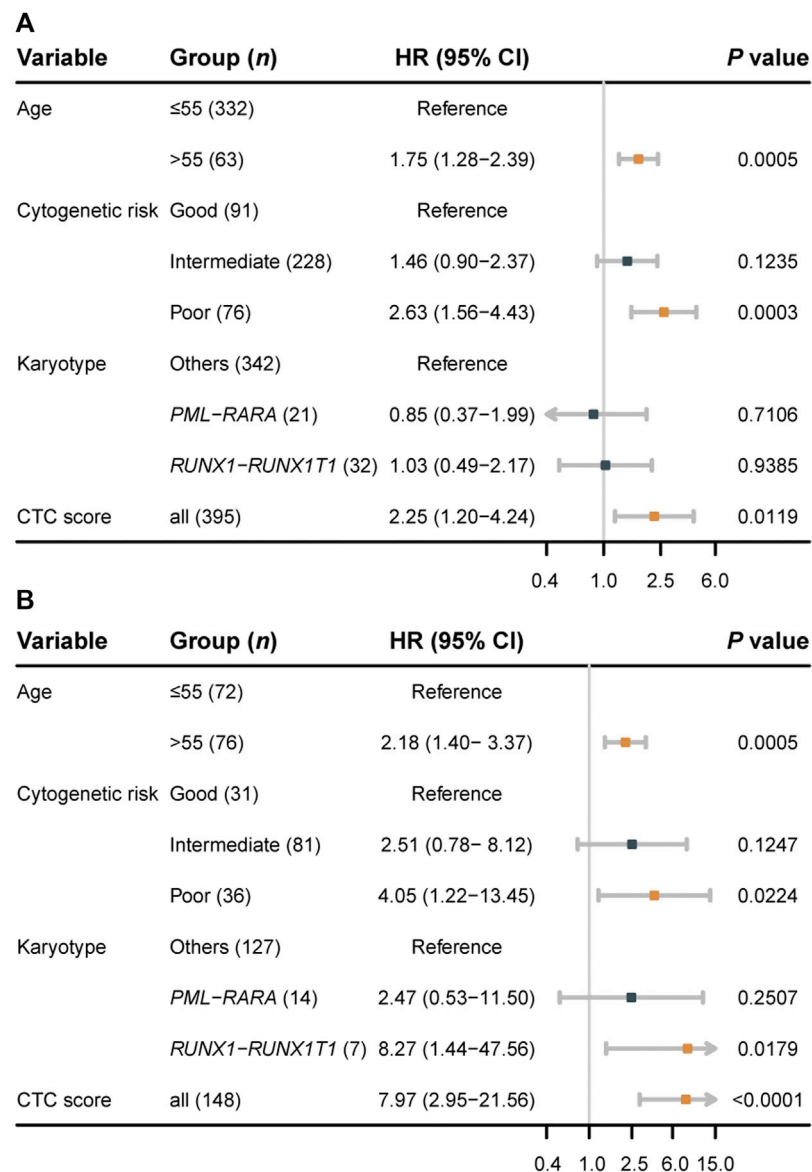 A
Variable Group (n) HR (95% CI) P value
Age ≤55 (332) Reference
>55 (63) 1.75 (1.28−2.39) 0.0005
Cytogenetic risk Good (91) Reference
Intermediate (228) 1.46 (0.90−2.37) 0.1235
Poor (76) 2.63 (1.56−4.43) 0.0003
Karyotype Others (342) Reference
PML−RARA (21) 0.85 (0.37−1.99) 0.7106
RUNX1−RUNX1T1 (32) 1.03 (0.49−2.17) 0.9385
CTC score all (395) 2.25 (1.20−4.24) 0.0119
0.4 1.0 2.5 6.0
B
Variable Group (n) HR (95% CI) P value
Age ≤55 (72) Reference
>55 (76) 2.18 (1.40− 3.37) 0.0005
Cytogenetic risk Good (31) Reference
Intermediate (81) 2.51 (0.78− 8.12) 0.1247
Poor (36) 4.05 (1.22−13.45) 0.0224
Karyotype Others (127) Reference
PML−RARA (14) 2.47 (0.53−11.50) 0.2507
RUNX1−RUNX1T1 (7) 8.27 (1.44−47.56) 0.0179
CTC score all (148) 7.97 (2.95−21.56) <0.0001
0.4 1.0 2.5 6.0 15.0